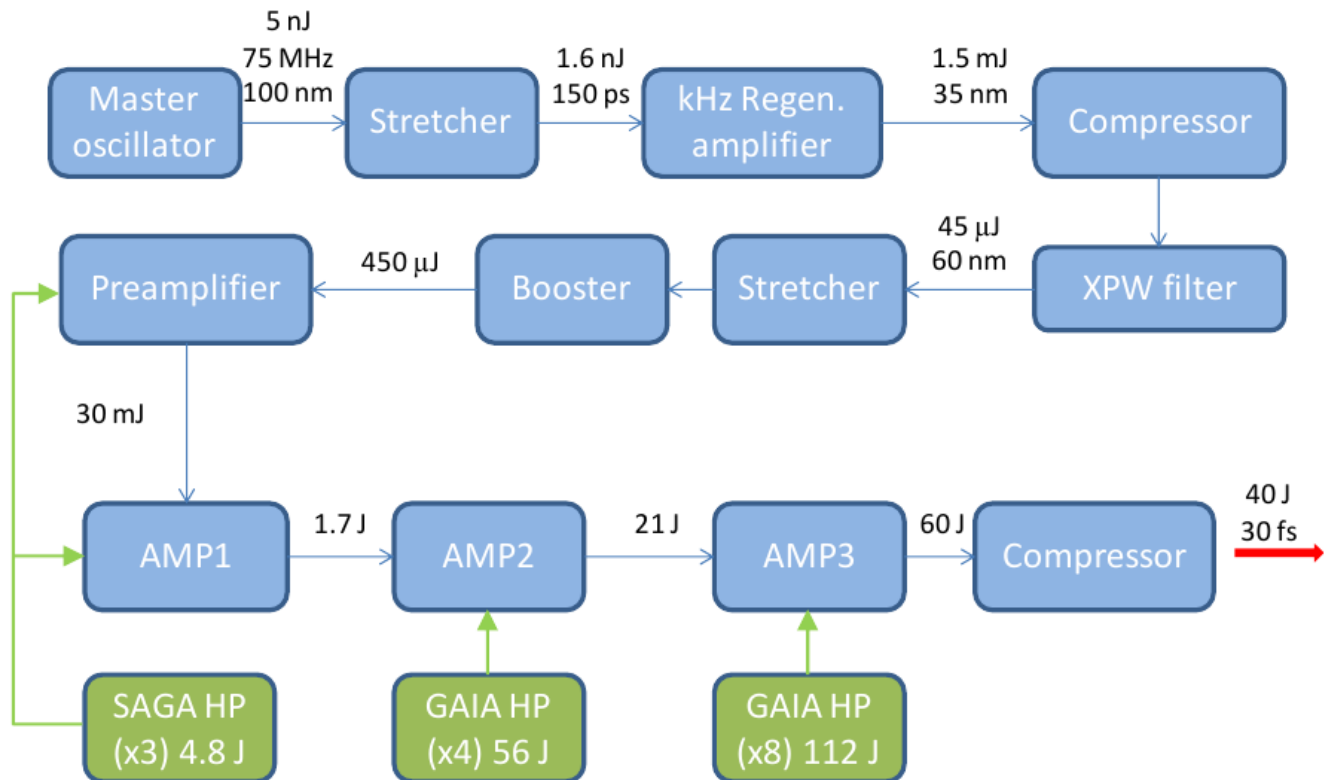 5 nJ
75 MHz
100 nm
1.6 nJ
150 ps
1.5 mJ
35 nm
Master
oscillator
Stretcher
kHz Regen.
amplifier
Compressor
45 μJ
60 nm
450 μJ
Preamplifier
Booster
Stretcher
XPW filter
30 mJ
1.7 J
21 J
60 J
40 J
30 fs
AMP1
AMP2
AMP3
Compressor
SAGA HP
(x3) 4.8 J
GAIA HP
(x4) 56 J
GAIA HP
(x8) 112 J